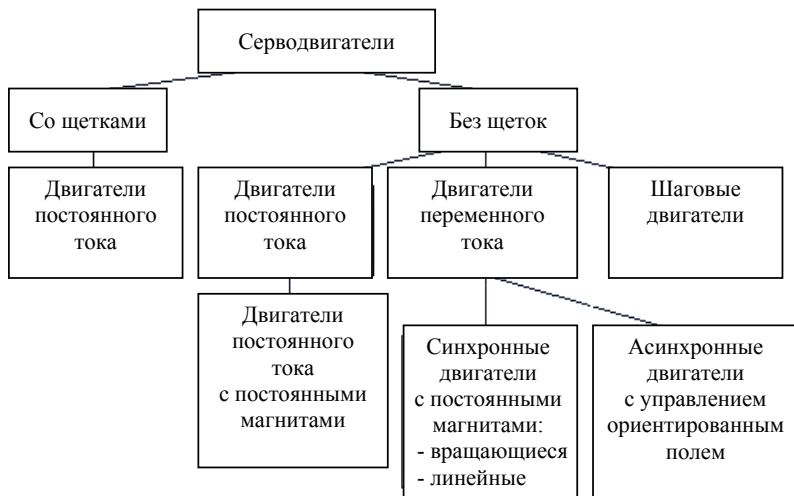 Серводвигатели
Со щетками
Без щеток
Двигатели
постоянного
тока
Двигатели
постоянного
тока
Двигатели
переменного
тока
Шаговые
двигатели
Двигатели
постоянного
тока
с постоянными
магнитами
Синхронные
двигатели
с постоянными
магнитами:
- вращающиеся
- линейные
Асинхронные
двигатели
с управлением
ориентированным
полем